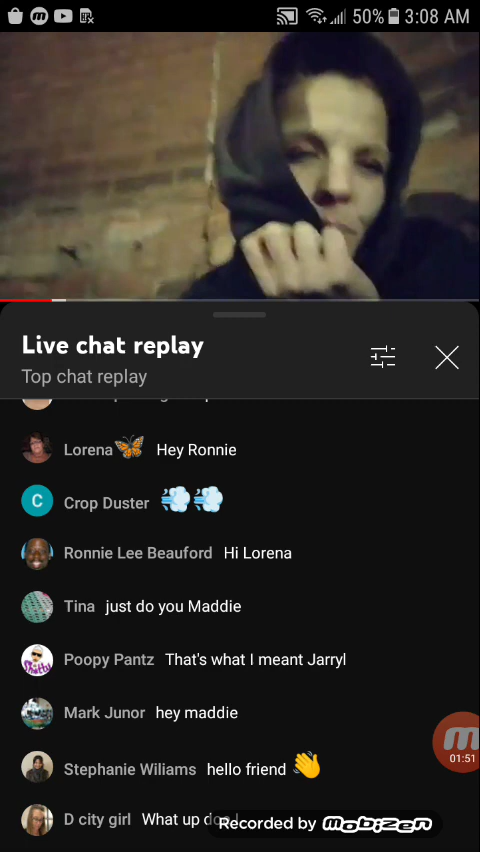 50% 3:08 AM
Live chat replay
Top chat replay
Lorena🦋 Hey Ronnie
C Crop Duster 💨💨
Ronnie Lee Beauford Hi Lorena
Tina just do you Maddie
Poopy Pantz That's what I meant Jarryl
Mark Junor hey maddie
01:51
Stephanie Wiliams hello friend 👋
D city girl What up
Recorded by MOBIZEN